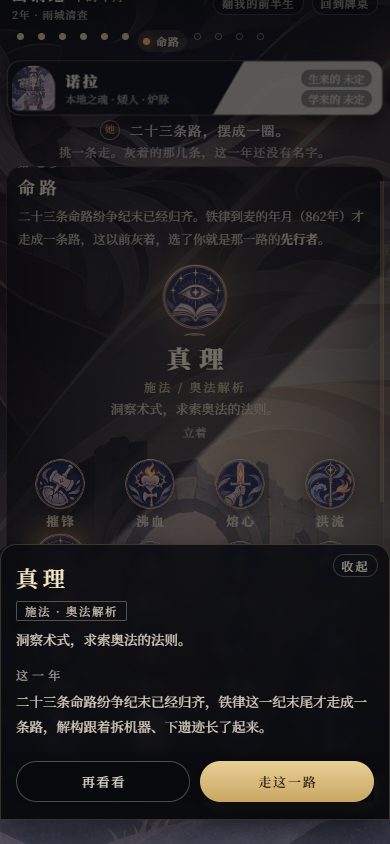 2年 · 雨城清查
翻我的前半生
回到牌桌
命路
诺拉
本地之魂 · 矮人 · 炉脉
生来的 未定
学来的 未定
他 二十三条路，摆成一圈。
挑一条走。灰着的那几条，这一年还没有名字。
命路
二十三条命路纷争纪末已经归齐。铁律到麦的年月（862年）才
走成一条路，这以前灰着，选了你就是那一路的先行者。
真理
施法 / 奥法解析
洞察术式，求索奥法的法流。
立着
摧锋
沸血
熔心
洪流
真理
收起
施法 · 奥法解析
洞察术式，求索奥法的法流。
这一年
二十三条命路纷争纪末已经归齐，铁律这一纪末尾才走成一
条路，解构跟着拆机器、下遗迹长了起来。
再看看
走这一路